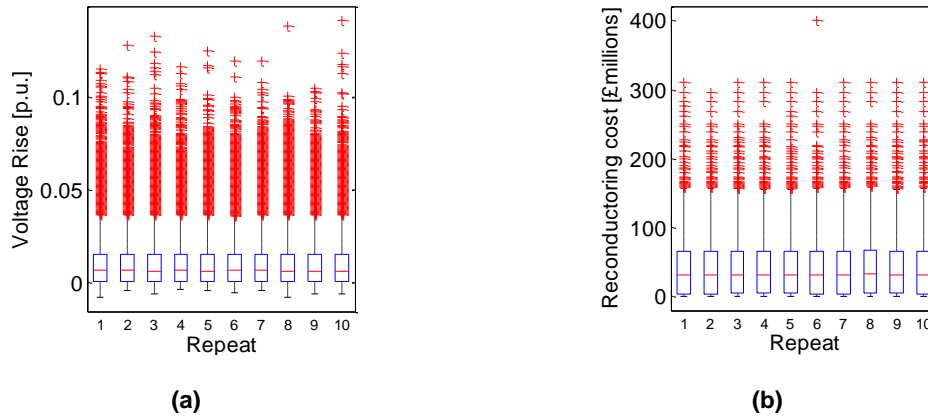 Voltage Rise [p.u.]
0.1
0.05
0
1 2 3 4 5 6 7 8 9 10
Repeat
(a)
Reconductoring cost [£millions]
400
300
200
100
0
1 2 3 4 5 6 7 8 9 10
Repeat
(b)